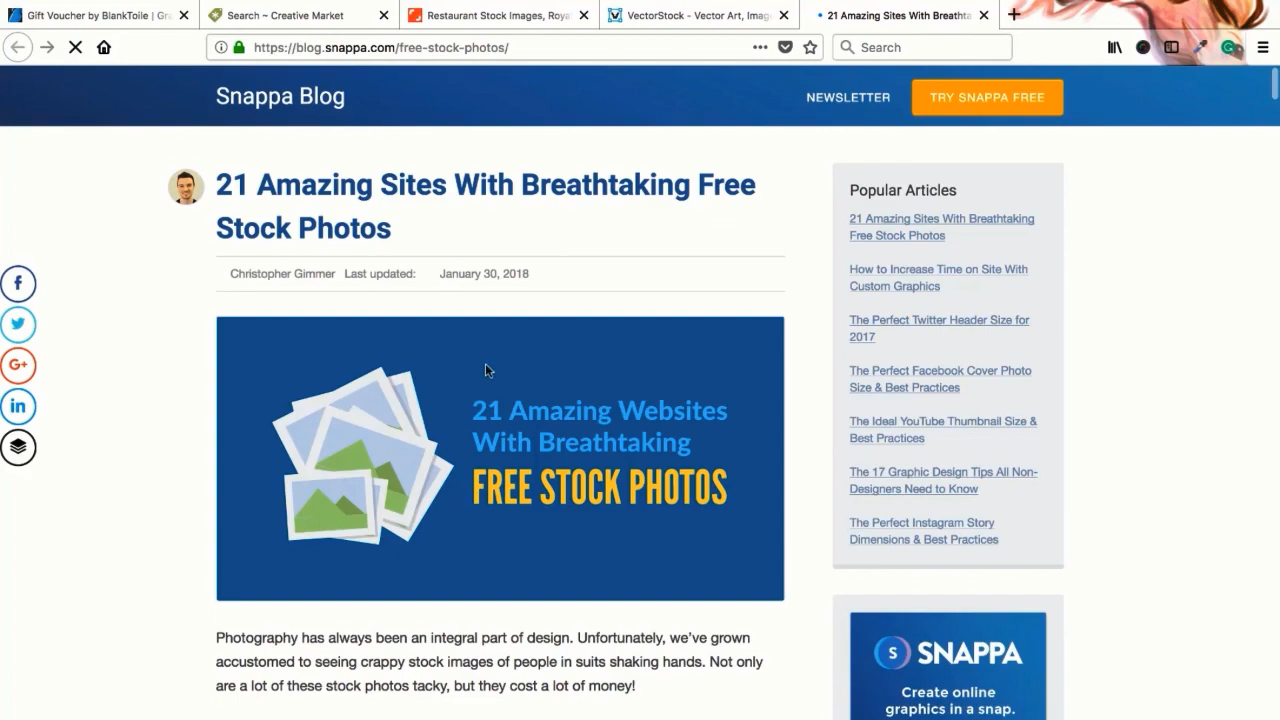 Gift Voucher by BlankToile | Gra
Search ~ Creative Market
Restaurant Stock Images, Roya
VectorStock - Vector Art, Imag
21 Amazing Sites With Breathta
https://blog.snappa.com/free-stock-photos/
Search
Snappa Blog
NEWSLETTER
TRY SNAPPA FREE
21 Amazing Sites With Breathtaking Free
Stock Photos
Christopher Gimmer Last updated: January 30, 2018
21 Amazing Websites
With Breathtaking
FREE STOCK PHOTOS
Photography has always been an integral part of design. Unfortunately, we've grown
accustomed to seeing crappy stock images of people in suits shaking hands. Not only
are a lot of these stock photos tacky, but they cost a lot of money!
Popular Articles
21 Amazing Sites With Breathtaking
Free Stock Photos
How to Increase Time on Site With
Custom Graphics
The Perfect Twitter Header Size for
2017
The Perfect Facebook Cover Photo
Size & Best Practices
The Ideal YouTube Thumbnail Size &
Best Practices
The 17 Graphic Design Tips All Non-
Designers Need to Know
The Perfect Instagram Story
Dimensions & Best Practices
S SNAPPA
Create online
graphics in a snap.
f
G+
in